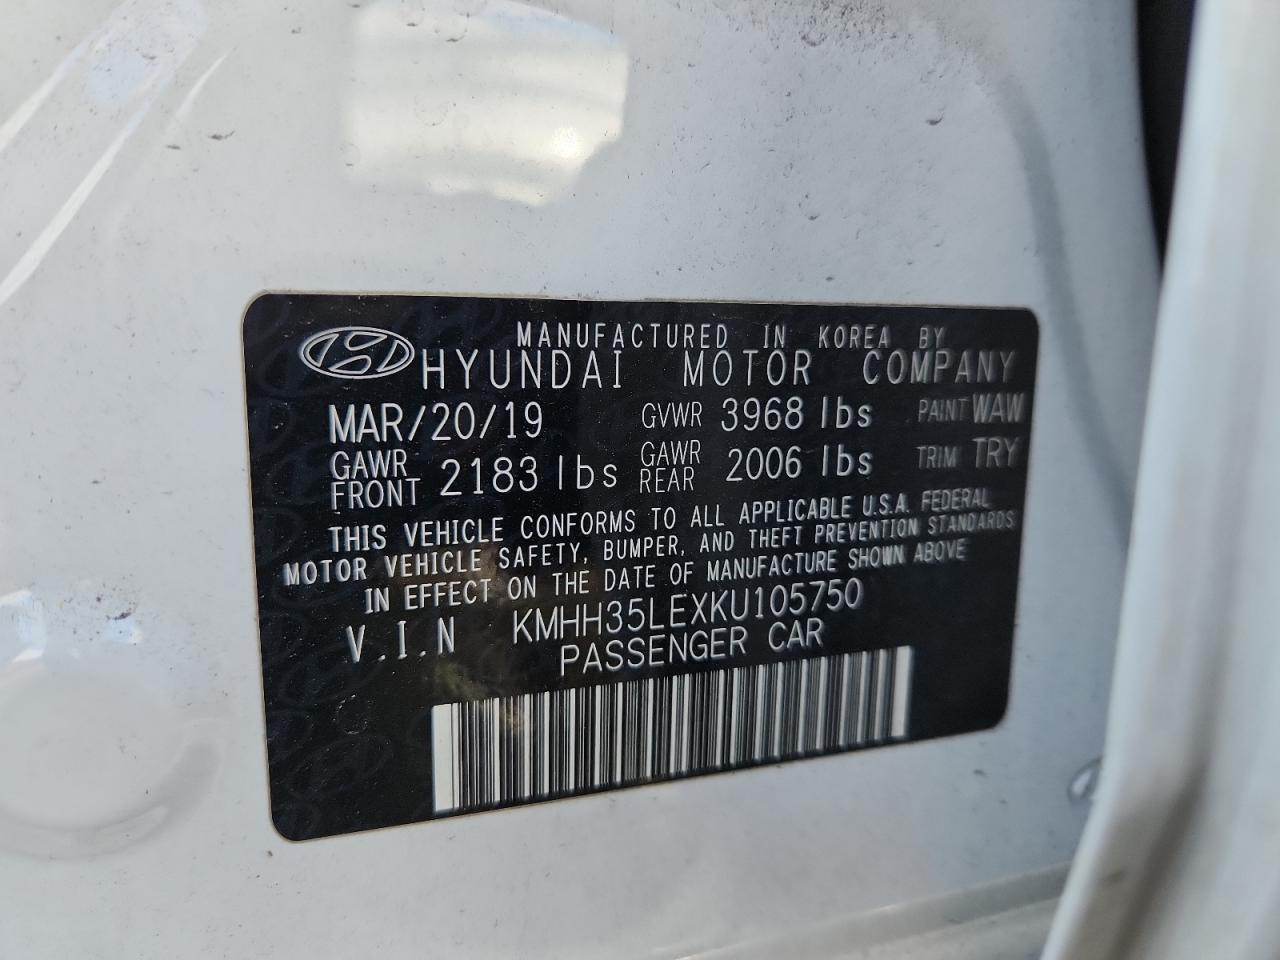 MANUFACTURED IN KOREA BY
HYUNDAI MOTOR COMPANY
MAR/20/19 GVWR 3968 lbs PAINT WAW
GAWR FRONT 2183 lbs GAWR REAR 2006 lbs TRIM TRY
THIS VEHICLE CONFORMS TO ALL APPLICABLE U.S.A. FEDERAL
MOTOR VEHICLE SAFETY, BUMPER, AND THEFT PREVENTION STANDARDS
IN EFFECT ON THE DATE OF MANUFACTURE SHOWN ABOVE
V.I.N KMHH35LEXKU105750
PASSENGER CAR